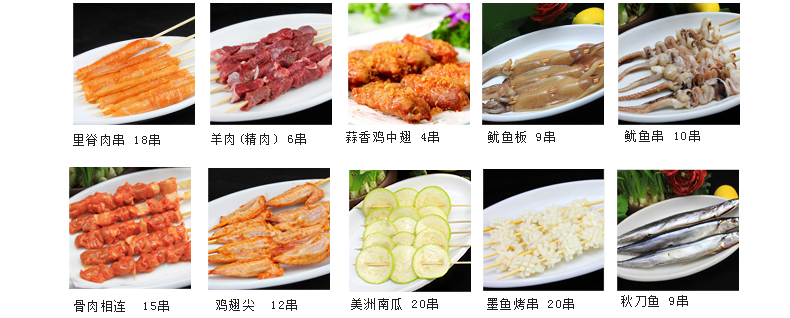 里脊肉串 18串
羊肉(精肉) 6串
蒜香鸡中翅 4串
鱿鱼板 9串
鱿鱼串 10串
骨肉相连 15串
鸡翅尖 12串
美洲南瓜 20串
墨鱼烤串 20串
秋刀鱼 9串